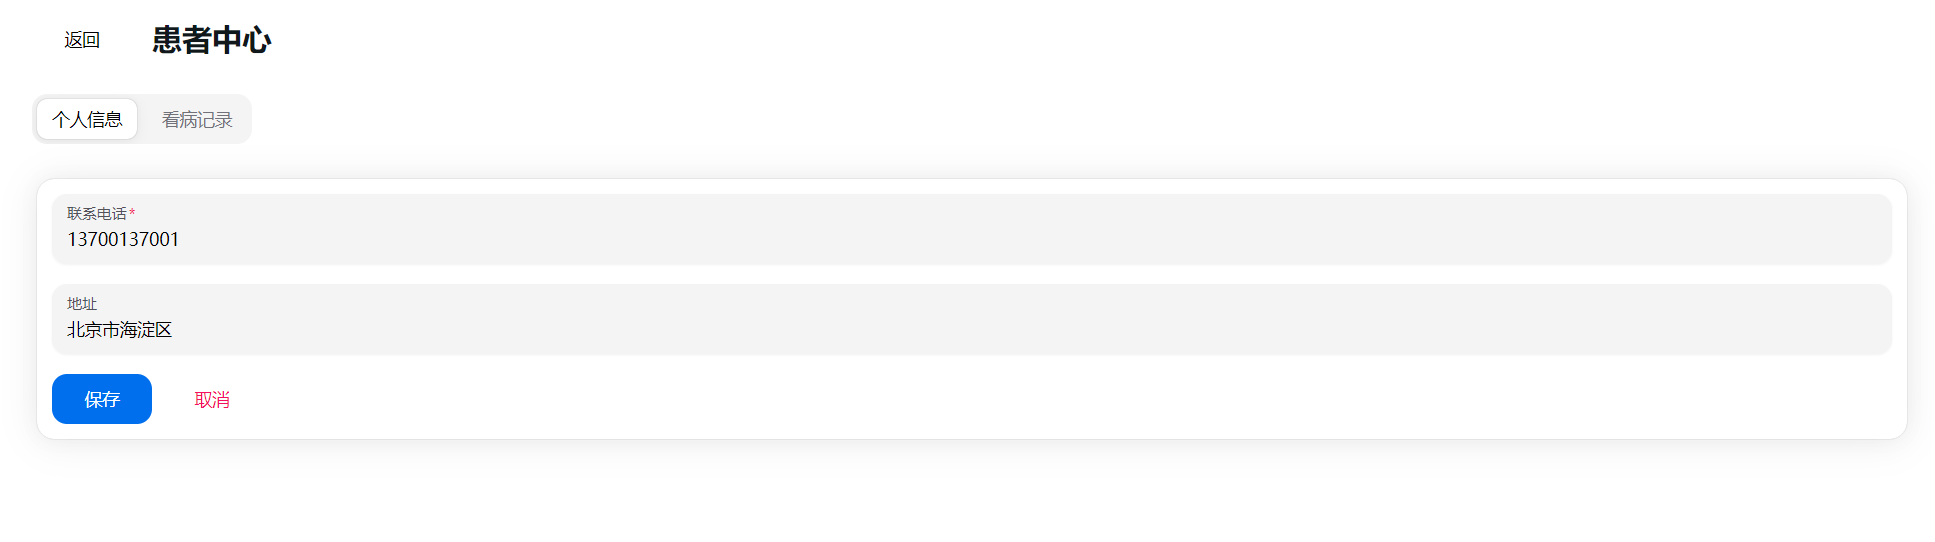 返回
患者中心
个人信息
看病记录
联系电话*
13700137001
地址
北京市海淀区
保存
取消